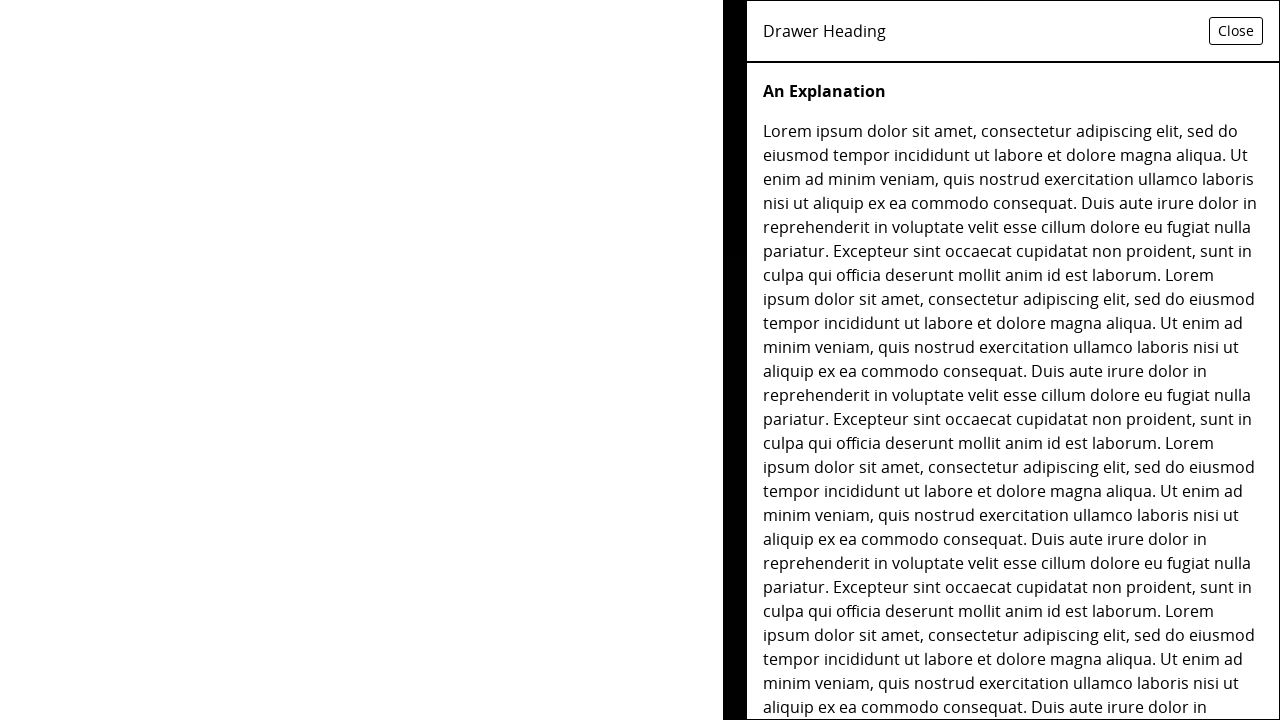 Drawer Heading
Close
An Explanation
Lorem ipsum dolor sit amet, consectetur adipiscing elit, sed do
eiusmod tempor incididunt ut labore et dolore magna aliqua. Ut
enim ad minim veniam, quis nostrud exercitation ullamco laboris
nisi ut aliquip ex ea commodo consequat. Duis aute irure dolor in
reprehenderit in voluptate velit esse cillum dolore eu fugiat nulla
pariatur. Excepteur sint occaecat cupidatat non proident, sunt in
culpa qui officia deserunt mollit anim id est laborum. Lorem
ipsum dolor sit amet, consectetur adipiscing elit, sed do eiusmod
tempor incididunt ut labore et dolore magna aliqua. Ut enim ad
minim veniam, quis nostrud exercitation ullamco laboris nisi ut
aliquip ex ea commodo consequat. Duis aute irure dolor in
reprehenderit in voluptate velit esse cillum dolore eu fugiat nulla
pariatur. Excepteur sint occaecat cupidatat non proident, sunt in
culpa qui officia deserunt mollit anim id est laborum. Lorem
ipsum dolor sit amet, consectetur adipiscing elit, sed do eiusmod
tempor incididunt ut labore et dolore magna aliqua. Ut enim ad
minim veniam, quis nostrud exercitation ullamco laboris nisi ut
aliquip ex ea commodo consequat. Duis aute irure dolor in
reprehenderit in voluptate velit esse cillum dolore eu fugiat nulla
pariatur. Excepteur sint occaecat cupidatat non proident, sunt in
culpa qui officia deserunt mollit anim id est laborum. Lorem
ipsum dolor sit amet, consectetur adipiscing elit, sed do eiusmod
tempor incididunt ut labore et dolore magna aliqua. Ut enim ad
minim veniam, quis nostrud exercitation ullamco laboris nisi ut
aliquip ex ea commodo consequat. Duis aute irure dolor in